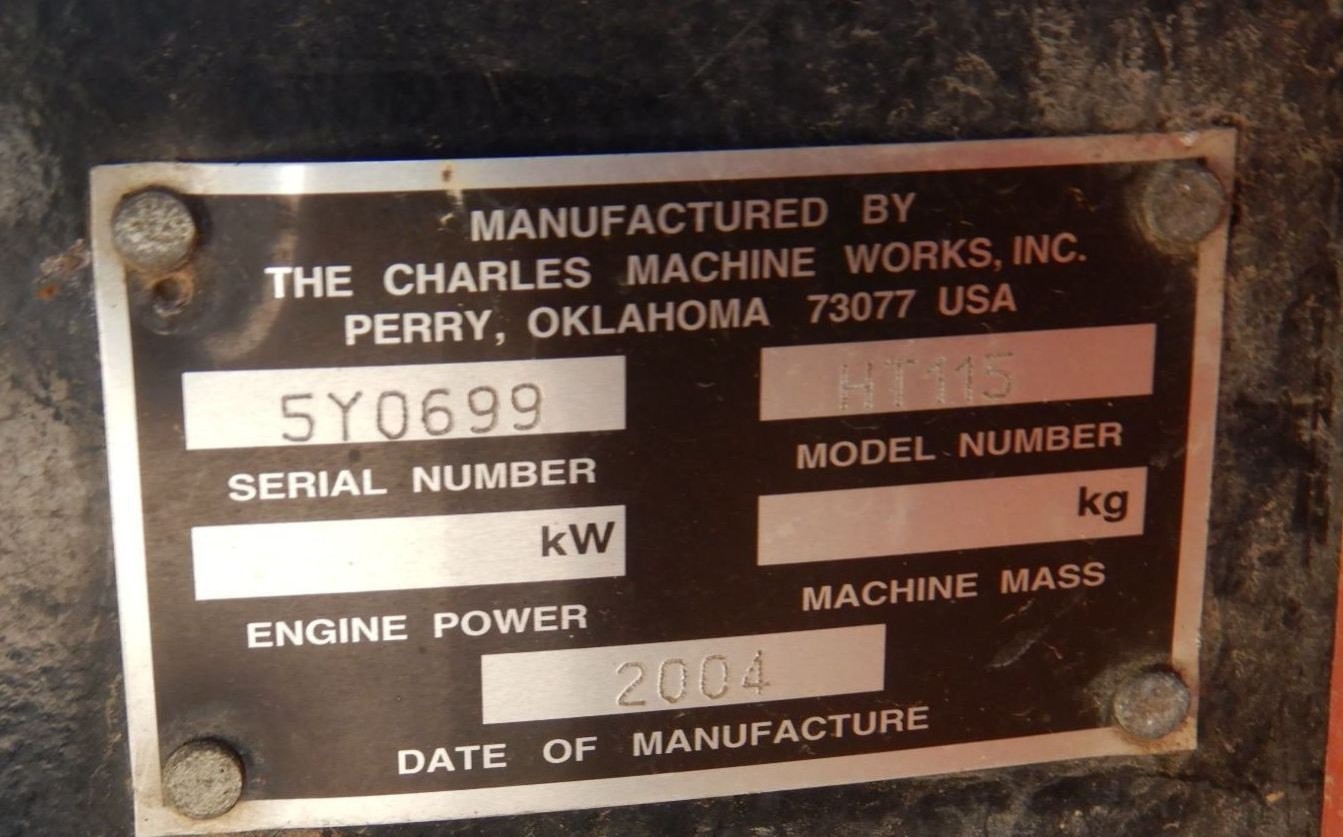 MANUFACTURED BY
THE CHARLES MACHINE WORKS, INC.
PERRY, OKLAHOMA 73077 USA
5Y0699 HT115
SERIAL NUMBER MODEL NUMBER
kW kg
ENGINE POWER MACHINE MASS
2004
DATE OF MANUFACTURE